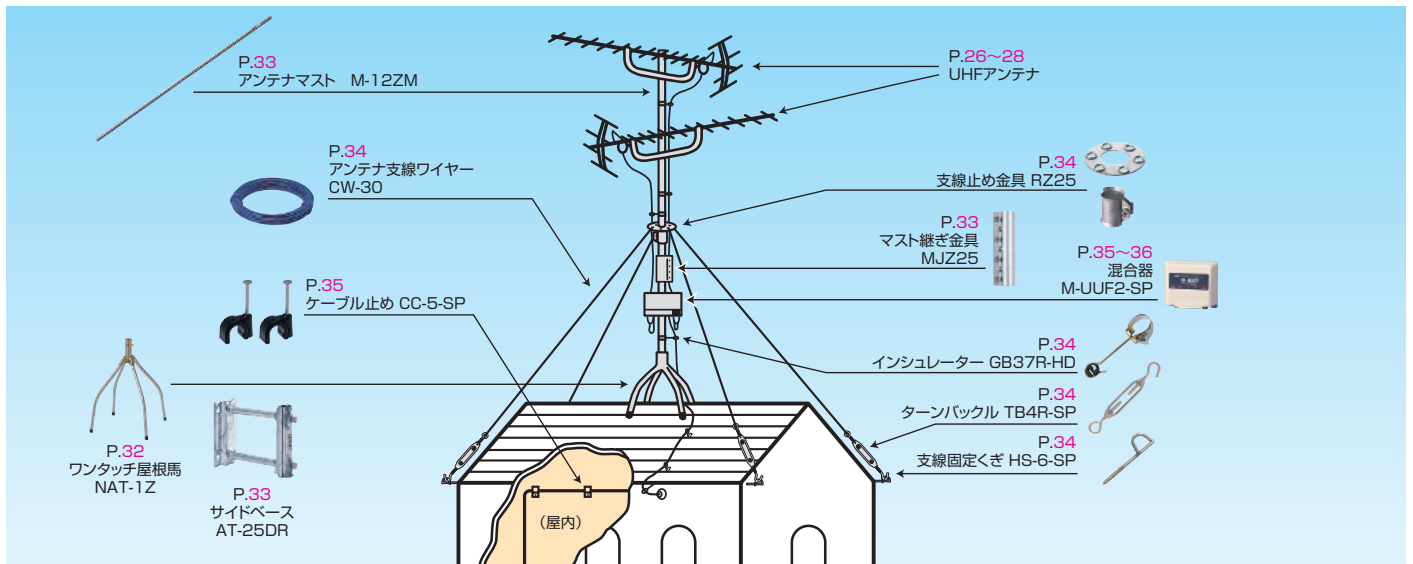 P.33
アンテナマスト M-12ZM
P.34
アンテナ支線ワイヤー
CW-30
P.35
ケーブル止め CC-5-SP
P.32
ワンタッチ屋根馬
NAT-1Z
P.33
サイドベース
AT-25DR
(屋内)
P.26〜28
UHFアンテナ
P.34
支線止め金具 RZ25
P.33
マスト継ぎ金具
MJZ25
P.35〜36
混合器
M-UUF2-SP
P.34
インシュレーター GB37R-HD
P.34
ターンバックル TB4R-SP
P.34
支線固定くぎ HS-6-SP